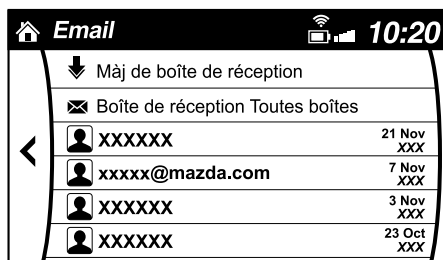 Email 10:20
Màj de boîte de réception
Boîte de réception Toutes boîtes
XXXXXX 21 Nov
XXX
xxxxx@mazda.com 7 Nov
XXX
XXXXXX 3 Nov
XXX
XXXXXX 23 Oct
XXX